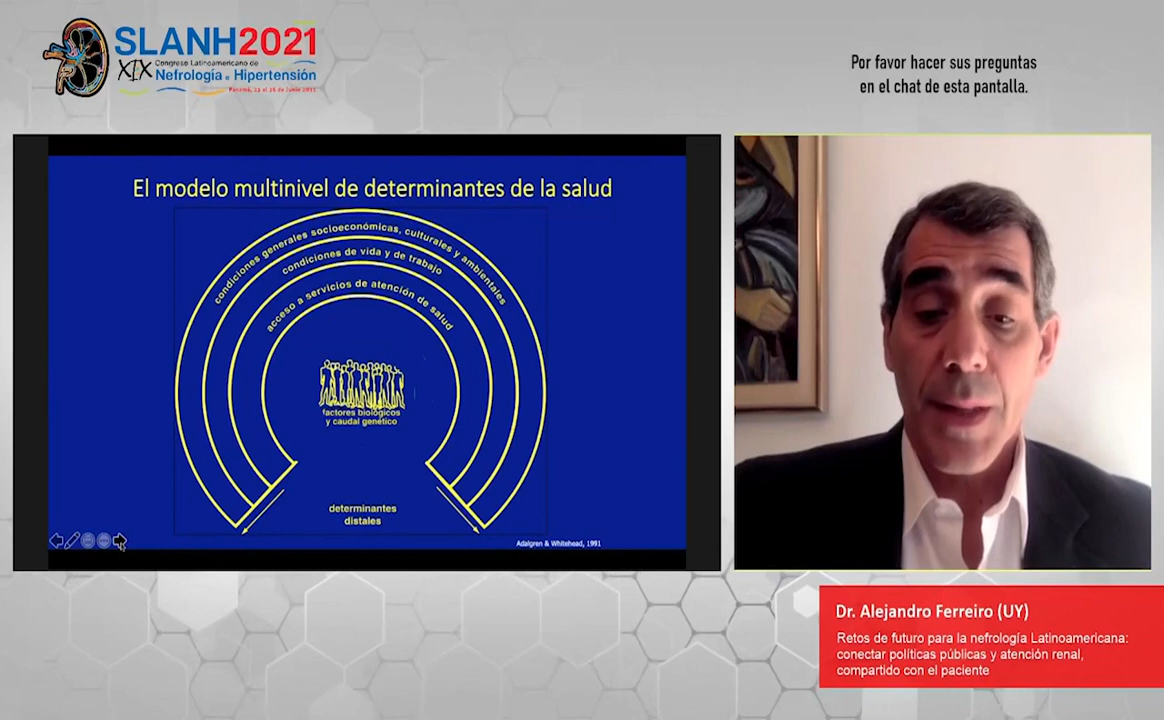 SLANH2021
XIX Congreso Latinoamericano de
Nefrología e Hipertensión
Por favor hacer sus preguntas
en el chat de esta pantalla.
El modelo multinivel de determinantes de la salud
condiciones generales socioeconómicas, culturales y ambientales
condiciones de vida y de trabajo
acceso a servicios de atención de salud
factores biológicos
y caudal genético
determinantes
distales
Adalgren & Whitehead, 1991
Dr. Alejandro Ferreiro (UY)
Retos de futuro para la nefrología Latinoamericana:
conectar políticas públicas y atención renal,
compartido con el paciente